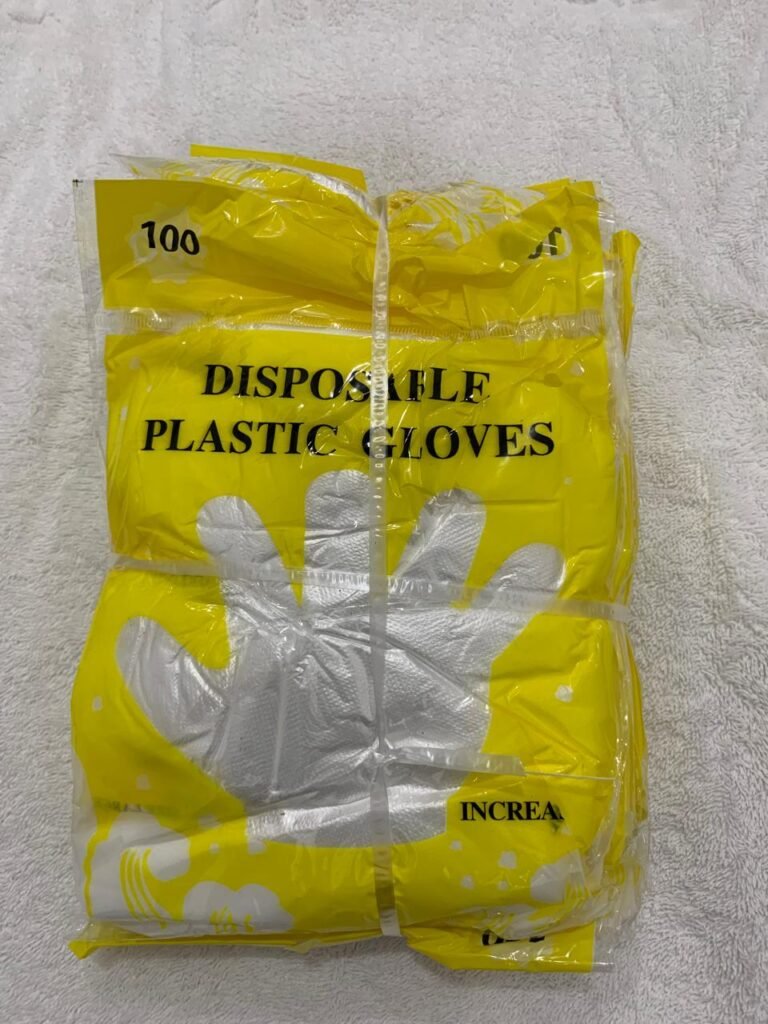 100
DISPOSABLE
PLASTIC GLOVES
INCREA